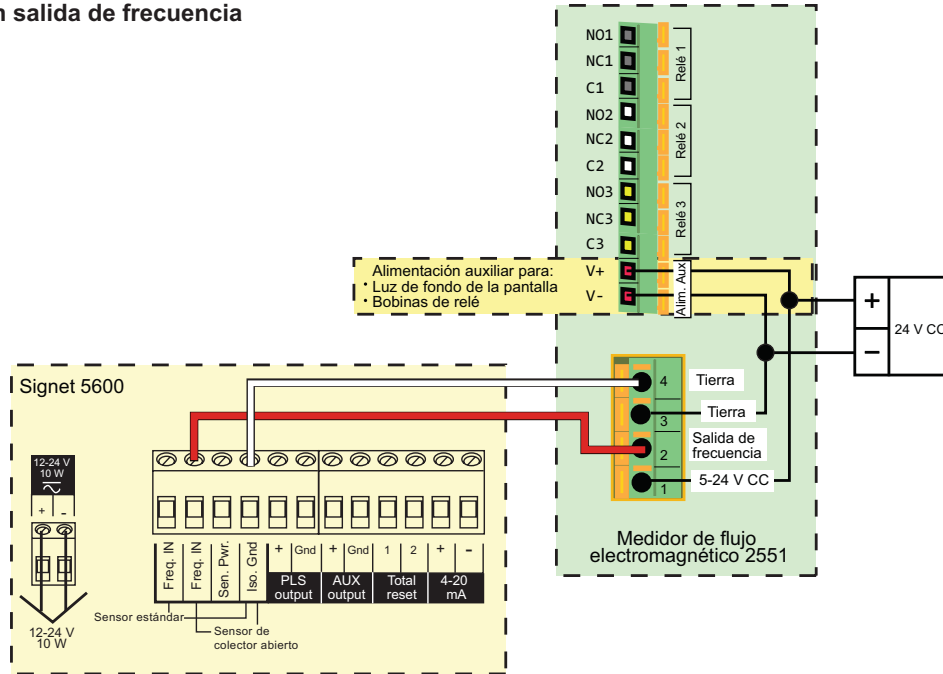 n salida de frecuencia
NO1
NC1
C1
Relé 1
NO2
NC2
C2
Relé 2
NO3
NC3
C3
Relé 3
Alimentación auxiliar para:
• Luz de fondo de la pantalla
• Bobinas de relé
V+
V-
Alim. Aux
+
-
24 V CC
4 Tierra
3 Tierra
2 Salida de
frecuencia
1 5-24 V CC
Medidor de flujo
electromagnético 2551
Signet 5600
12-24 V
10 W
+ -
12-24 V
10 W
Freq. IN
Freq. IN
Sen. Pwr.
Iso. Gnd
+ Gnd + Gnd 1 2 + -
PLS
output
AUX
output
Total
reset
4-20
mA
Sensor estándar
Sensor de
colector abierto